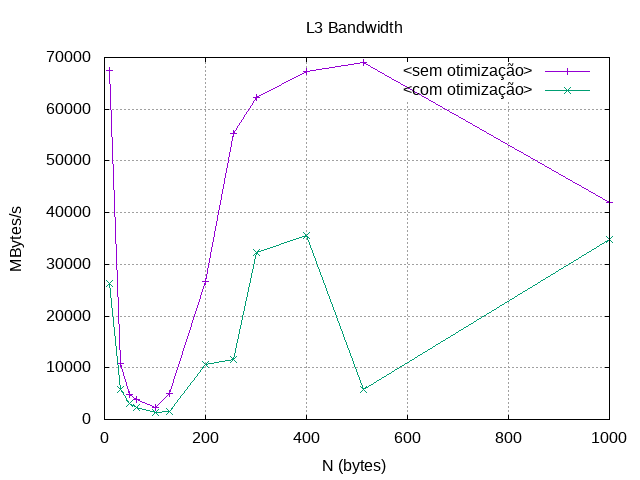 L3 Bandwidth
70000
60000
50000
40000
30000
20000
10000
0
MBytes/s
<sem otimização>
<com otimização>
0 200 400 600 800 1000
N (bytes)